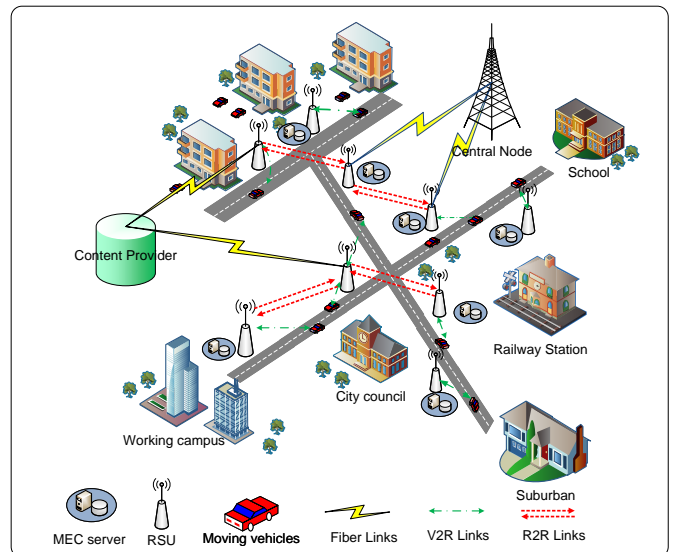 Central Node
School
Content Provider
Railway Station
City council
Working campus
Suburban
MEC server
RSU
Moving vehicles
Fiber Links
V2R Links
R2R Links